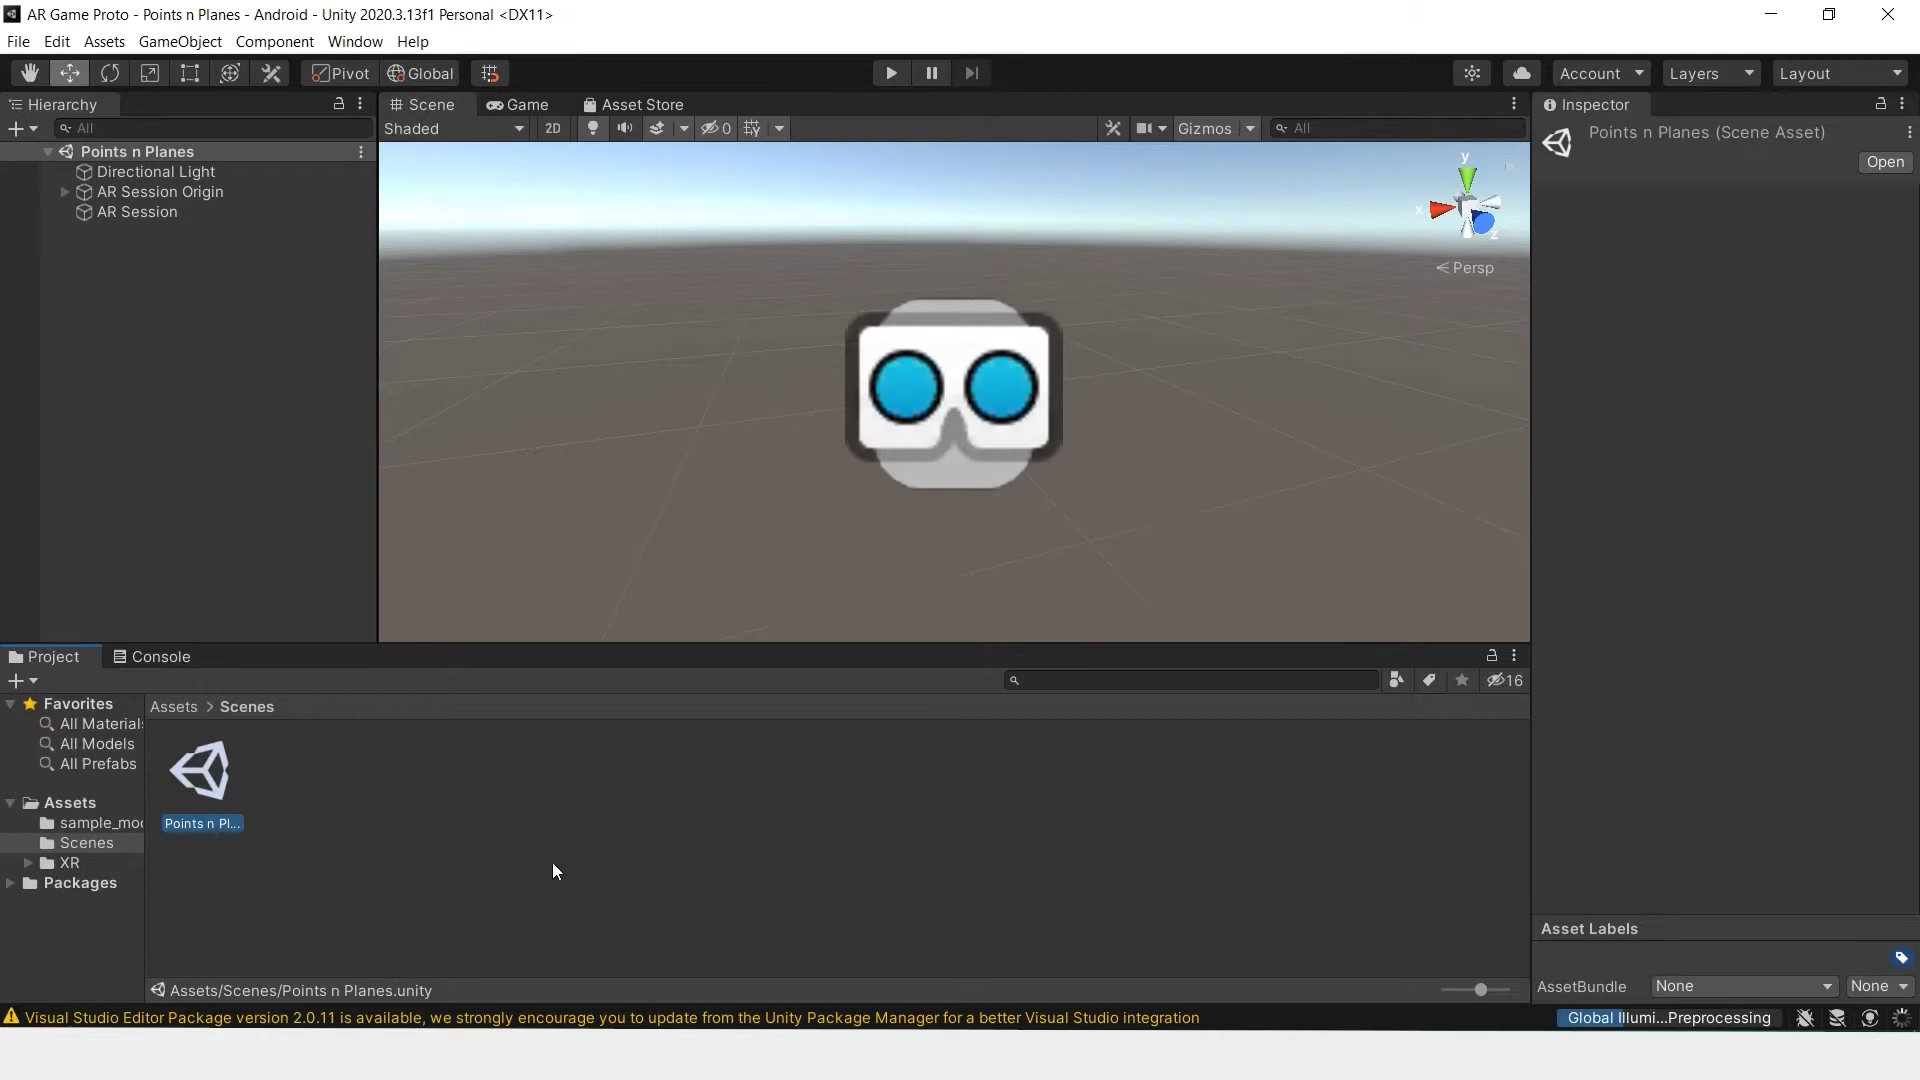 AR Game Proto - Points n Planes - Android - Unity 2020.3.13f1 Personal <DX11>
File Edit Assets GameObject Component Window Help
Pivot Global Account Layers Layout
Hierarchy
All
Points n Planes
Directional Light
AR Session Origin
AR Session
Scene Game Asset Store
Shaded 2D 0 Gizmos All
y
x
z
Persp
Inspector
Points n Planes (Scene Asset)
Open
Project Console
16
Favorites
All Material
All Models
All Prefabs
Assets
sample_mo
Scenes
XR
Packages
Assets > Scenes
Points n Pl...
Assets/Scenes/Points n Planes.unity
Asset Labels
AssetBundle None None
Visual Studio Editor Package version 2.0.11 is available, we strongly encourage you to update from the Unity Package Manager for a better Visual Studio integration
Global Illumi...Preprocessing